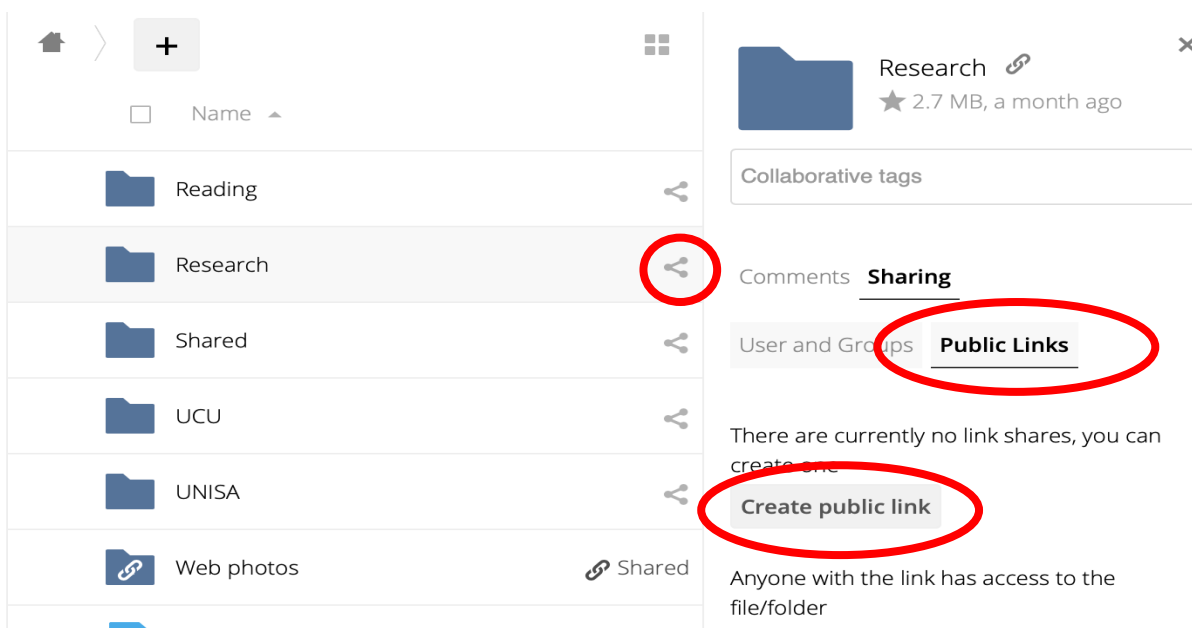 Name
Reading
Research
Shared
UCU
UNISA
Web photos
Shared
Research
2.7 MB, a month ago
Collaborative tags
Comments Sharing
User and Groups Public Links
There are currently no link shares, you can
create one
Create public link
Anyone with the link has access to the
file/folder